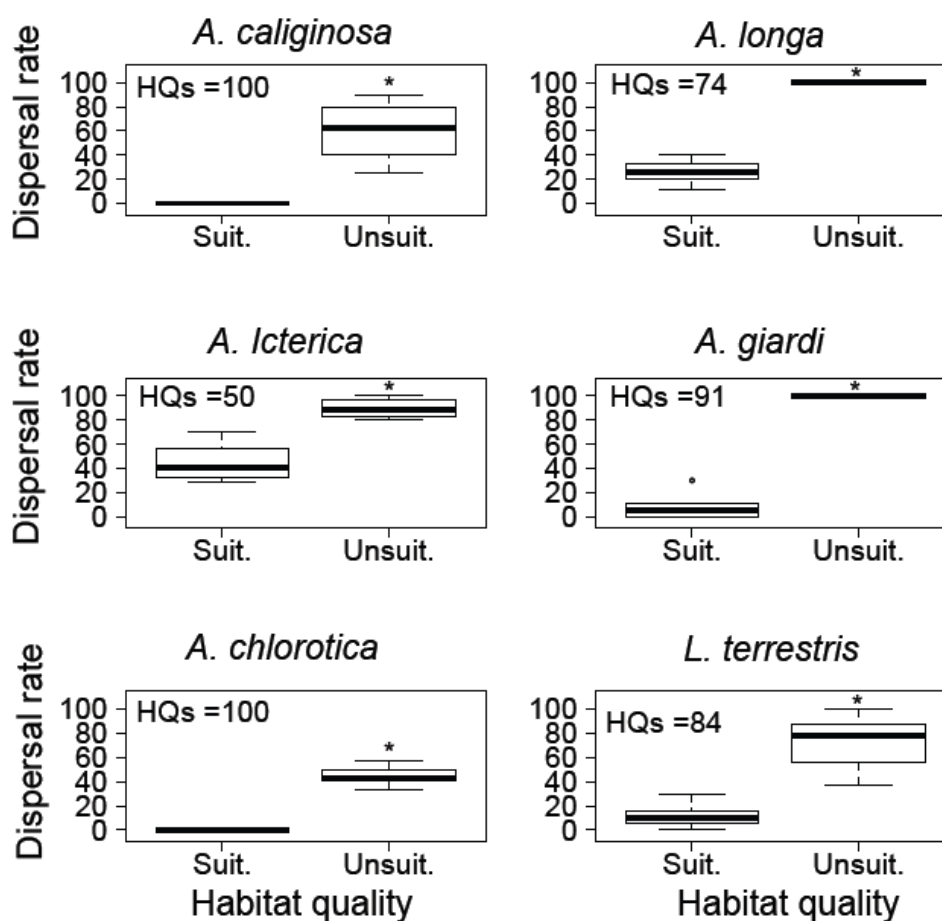 A. caliginosa
Dispersal rate
100
80
60
40
20
0
HQs =100
*
Suit.
Unsuit.
A. longa
100
80
60
40
20
0
HQs =74
*
Suit.
Unsuit.
A. Icterica
Dispersal rate
100
80
60
40
20
0
HQs =50
*
Suit.
Unsuit.
A. giardi
100
80
60
40
20
0
HQs =91
*
Suit.
Unsuit.
A. chlorotica
Dispersal rate
100
80
60
40
20
0
HQs =100
*
Suit.
Unsuit.
Habitat quality
L. terrestris
100
80
60
40
20
0
HQs =84
*
Suit.
Unsuit.
Habitat quality